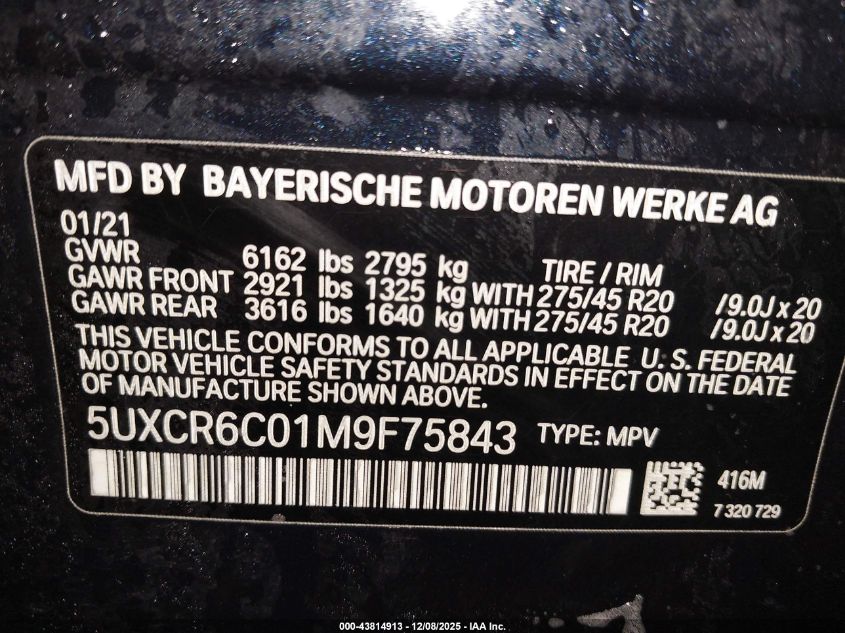 MFD BY BAYERISCHE MOTOREN WERKE AG
01/21
GVWR 6162 lbs 2795 kg TIRE / RIM
GAWR FRONT 2921 lbs 1325 kg WITH 275/45 R20 /9.0J x 20
GAWR REAR 3616 lbs 1640 kg WITH 275/45 R20 /9.0J x 20
THIS VEHICLE CONFORMS TO ALL APPLICABLE U. S. FEDERAL
MOTOR VEHICLE SAFETY STANDARDS IN EFFECT ON THE DATE
OF MANUFACTURE SHOWN ABOVE.
5UXCR6C01M9F75843 TYPE: MPV
416M
7 320 729
000-43814913 - 12/08/2025 - IAA Inc.